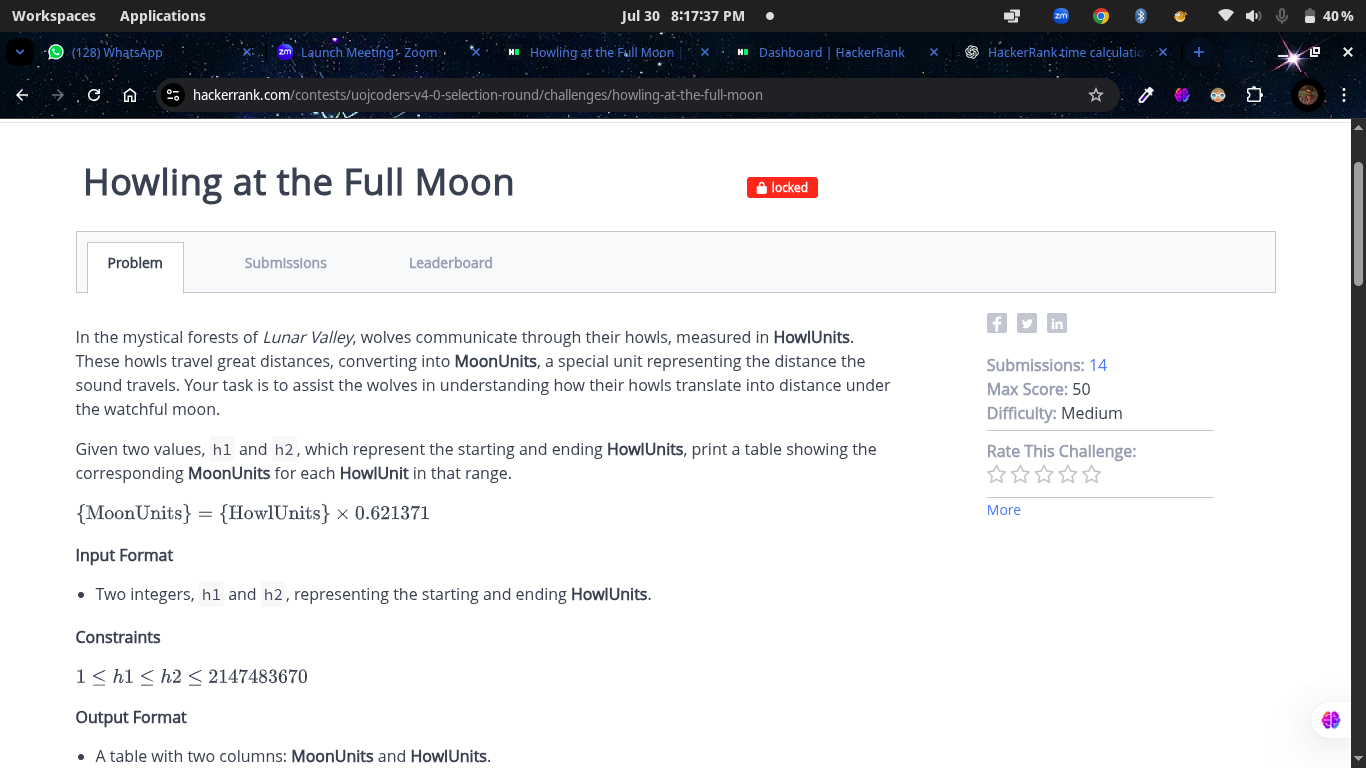 Workspaces Applications Jul 30 8:17:37 PM 40 %
(128) WhatsApp Launch Meeting - Zoom Howling at the Full Moon Dashboard | HackerRank HackerRank time calculatio
hackerrank.com/contests/uojcoders-v4-0-selection-round/challenges/howling-at-the-full-moon
Howling at the Full Moon
locked
Problem Submissions Leaderboard
In the mystical forests of Lunar Valley, wolves communicate through their howls, measured in HowlUnits.
These howls travel great distances, converting into MoonUnits, a special unit representing the distance the
sound travels. Your task is to assist the wolves in understanding how their howls translate into distance under
the watchful moon.
Given two values, h1 and h2, which represent the starting and ending HowlUnits, print a table showing the
corresponding MoonUnits for each HowlUnit in that range.
{MoonUnits} = {HowlUnits} × 0.621371
Input Format
• Two integers, h1 and h2, representing the starting and ending HowlUnits.
Constraints
1 ≤ h1 ≤ h2 ≤ 2147483670
Output Format
• A table with two columns: MoonUnits and HowlUnits.
Submissions: 14
Max Score: 50
Difficulty: Medium
Rate This Challenge:
More